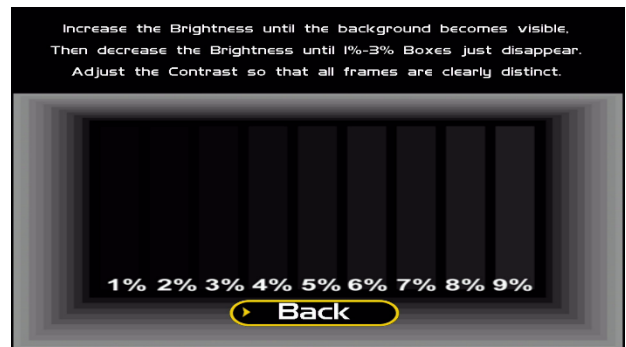 Increase the Brightness until the background becomes visible,
Then decrease the Brightness until 1%-3% Boxes just disappear.
Adjust the Contrast so that all frames are clearly distinct.
1% 2% 3% 4% 5% 6% 7% 8% 9%
Back